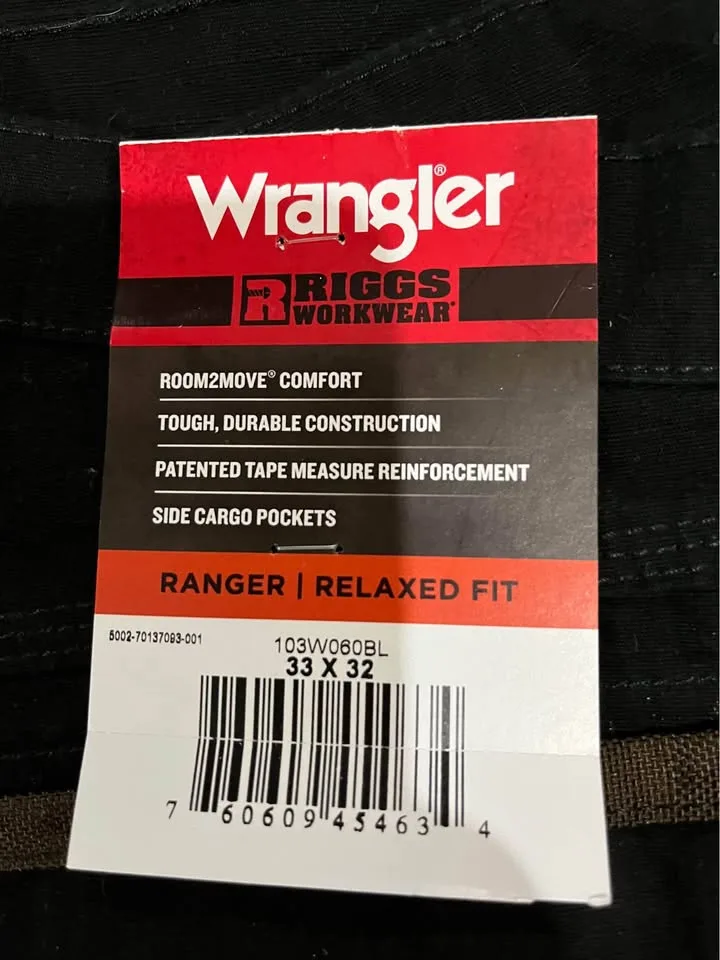 Wrangler®
RIGGS
WORKWEAR®
ROOM2MOVE® COMFORT
TOUGH, DURABLE CONSTRUCTION
PATENTED TAPE MEASURE REINFORCEMENT
SIDE CARGO POCKETS
RANGER | RELAXED FIT
5002-70137093-001
103W060BL
33 X 32
7 60609 45463 4